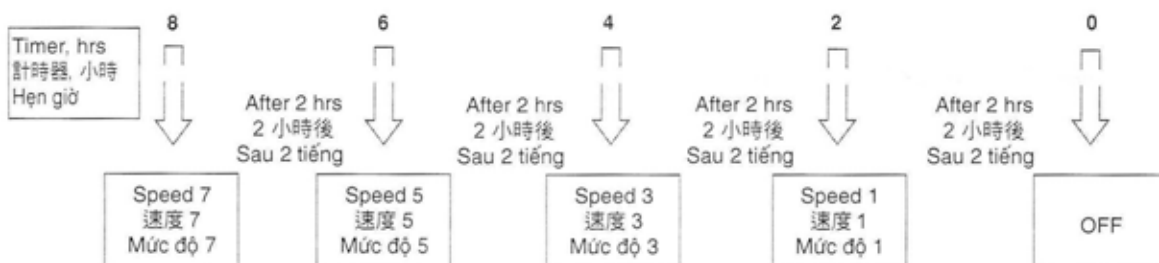 8
6
4
2
0
Timer, hrs
計時器, 小時
Hẹn giờ
After 2 hrs
2 小時後
Sau 2 tiếng
After 2 hrs
2 小時後
Sau 2 tiếng
After 2 hrs
2 小時後
Sau 2 tiếng
After 2 hrs
2 小時後
Sau 2 tiếng
Speed 7
速度 7
Mức độ 7
Speed 5
速度 5
Mức độ 5
Speed 3
速度 3
Mức độ 3
Speed 1
速度 1
Mức độ 1
OFF